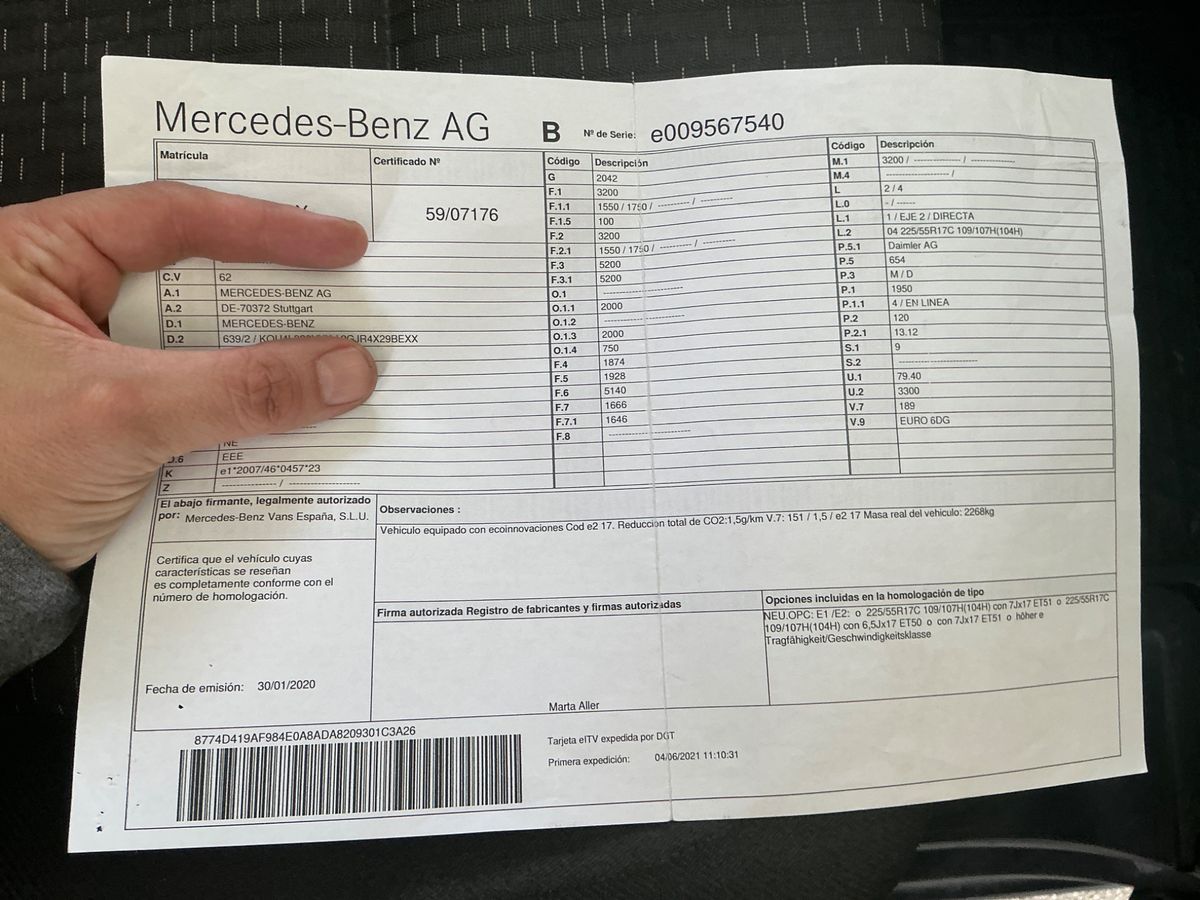 Mercedes-Benz AG
B Nº de Serie: e009567540
Matrícula
Certificado Nº
59/07176
C.V 62
A.1 MERCEDES-BENZ AG
A.2 DE-70372 Stuttgart
D.1 MERCEDES-BENZ
D.2 639/2 /
NE
EEE
K e1*2007/46*0457*23
Z --------------- / -------------------
Código Descripción
G 2042
F.1 3200
F.1.1 1550 / 1750 / ---------- / ----------
F.1.5 100
F.2 3200
F.2.1 1550 / 1750 / ---------- / ----------
F.3 5200
F.3.1 5200
O.1 -------------------------
O.1.1 2000
O.1.2 -------------------------
O.1.3 2000
O.1.4 750
F.4 1874
F.5 1928
F.6 5140
F.7 1666
F.7.1 1646
F.8 -------------------------
Código Descripción
M.1 3200 / -------------- / -------------
M.4 -------------------- /
L 2 / 4
L.0 - / ------
L.1 1 / EJE 2 / DIRECTA
L.2 04 225/55R17C 109/107H(104H)
P.5.1 Daimler AG
P.5 654
P.3 M / D
P.1 1950
P.1.1 4 / EN LINEA
P.2 120
P.2.1 13.12
S.1 9
S.2 -------------------------
U.1 79.40
U.2 3300
V.7 189
V.9 EURO 6DG
El abajo firmante, legalmente autorizado
por: Mercedes-Benz Vans España, S.L.U.
Certifica que el vehículo cuyas
características se reseñan
es completamente conforme con el
número de homologación.
Fecha de emisión: 30/01/2020
Observaciones :
Vehiculo equipado con ecoinnovaciones Cod e2 17. Reduccion total de CO2:1,5g/km V.7: 151 / 1,5 / e2 17 Masa real del vehiculo: 2268kg
Firma autorizada Registro de fabricantes y firmas autorizadas
Marta Aller
Opciones incluidas en la homologación de tipo
NEU.OPC: E1 /E2: o 225/55R17C 109/107H(104H) con 7Jx17 ET51 o 225/55R17C
109/107H(104H) con 6,5Jx17 ET50 o con 7Jx17 ET51 o höher e
Tragfähigkeit/Geschwindigkeitsklasse
8774D419AF984E0A8ADA8209301C3A26
Tarjeta eITV expedida por DGT
Primera expedición: 04/06/2021 11:10:31